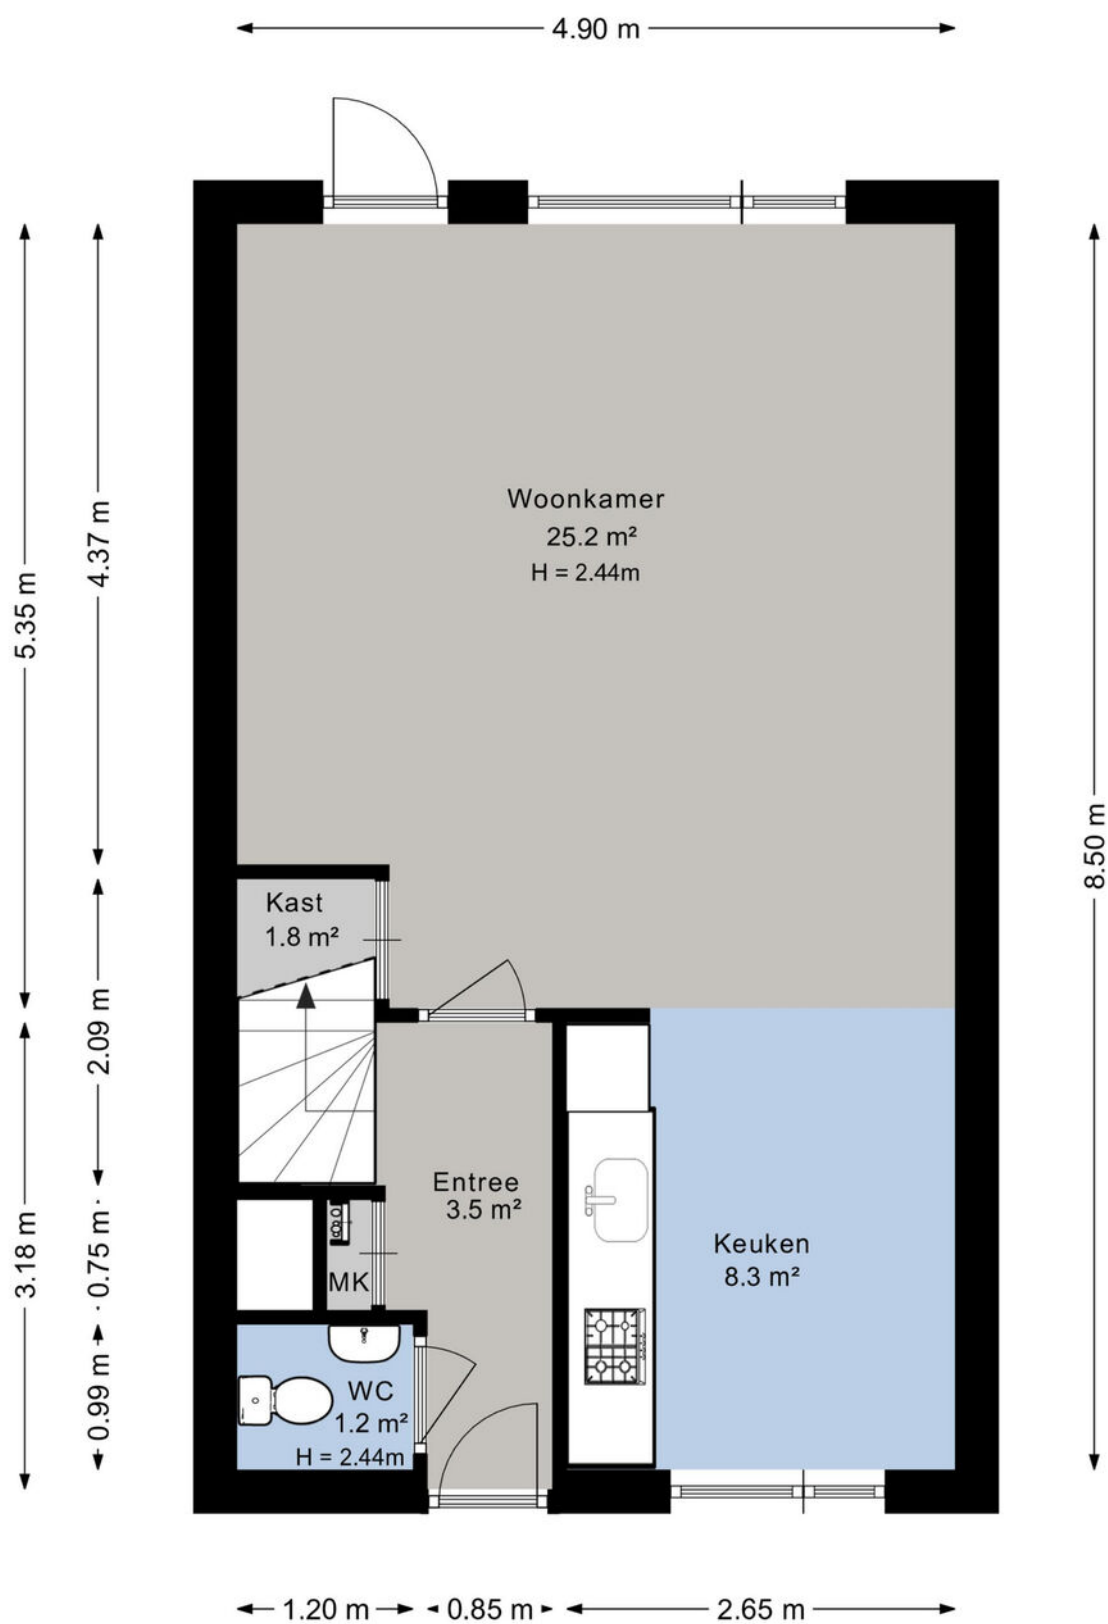 4.90 m
5.35 m
4.37 m
8.50 m
Woonkamer
25.2 m²
H = 2.44m
Kast
1.8 m²
2.09 m
Entree
3.5 m²
3.18 m
0.75 m
MK
Keuken
8.3 m²
0.99 m
WC
1.2 m²
H = 2.44m
1.20 m
0.85 m
2.65 m